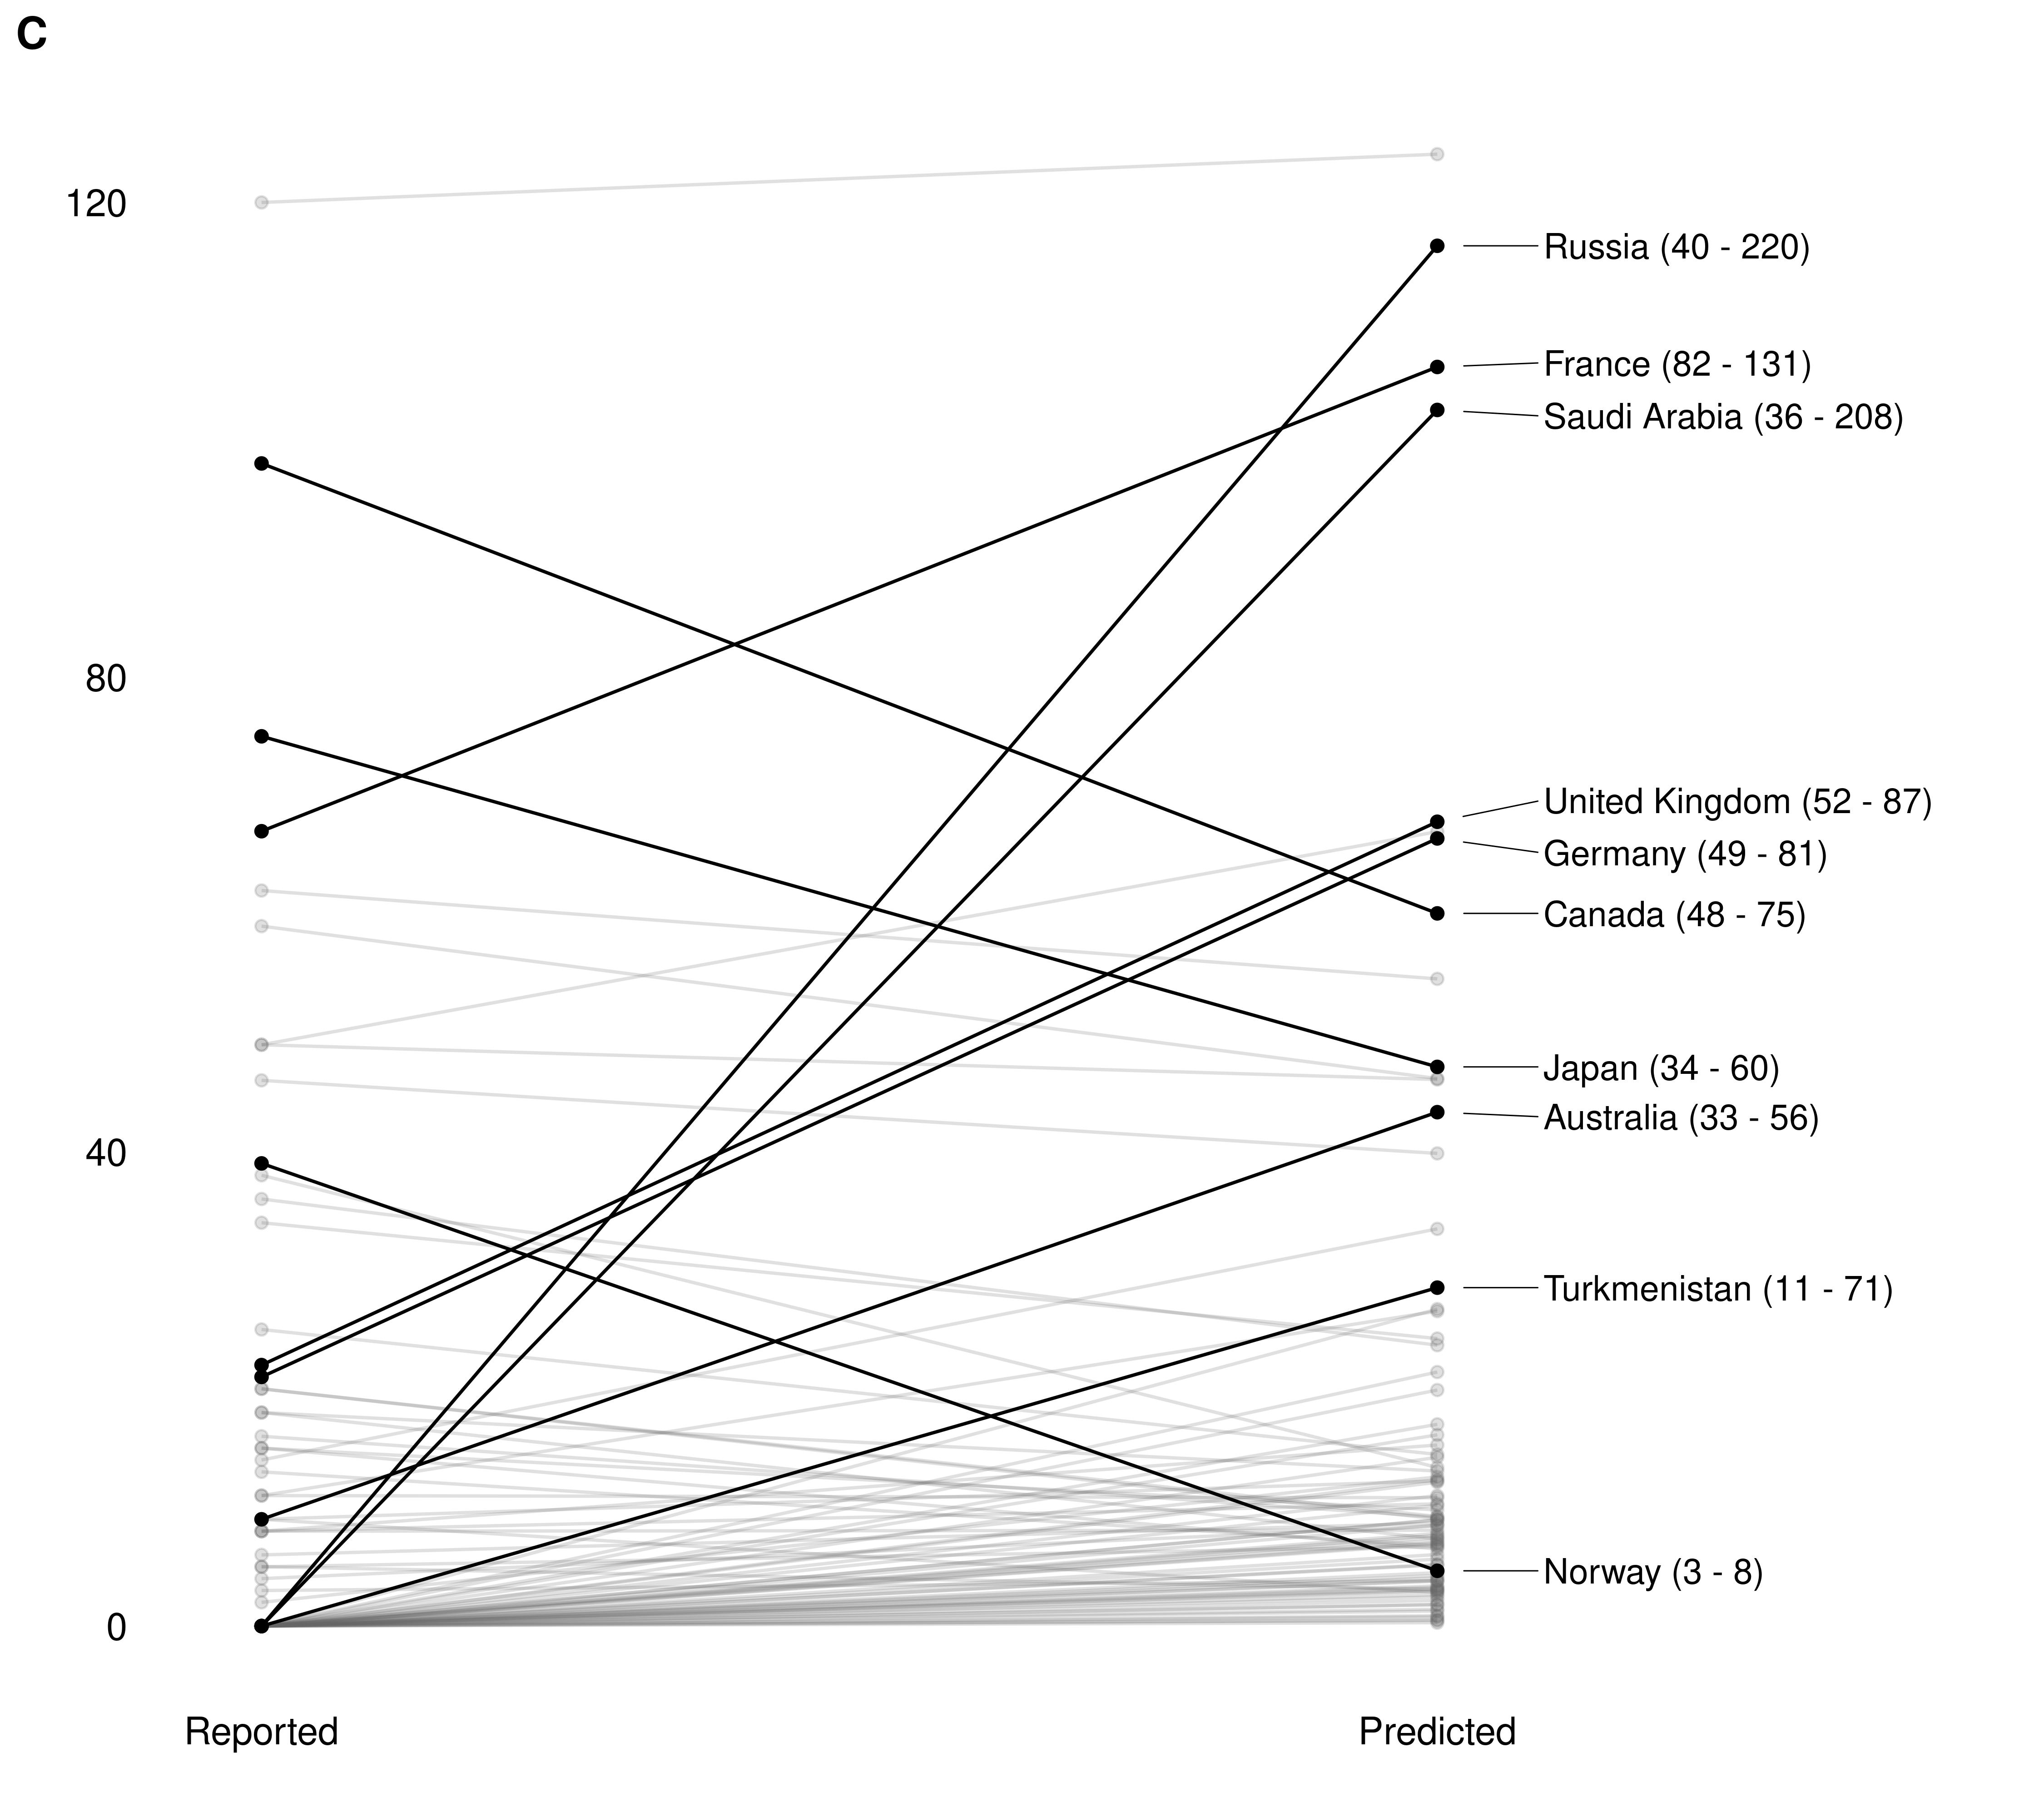 C
120
Russia (40 - 220)
France (82 - 131)
Saudi Arabia (36 - 208)
80
United Kingdom (52 - 87)
Germany (49 - 81)
Canada (48 - 75)
Japan (34 - 60)
Australia (33 - 56)
40
Turkmenistan (11 - 71)
Norway (3 - 8)
0
Reported Predicted